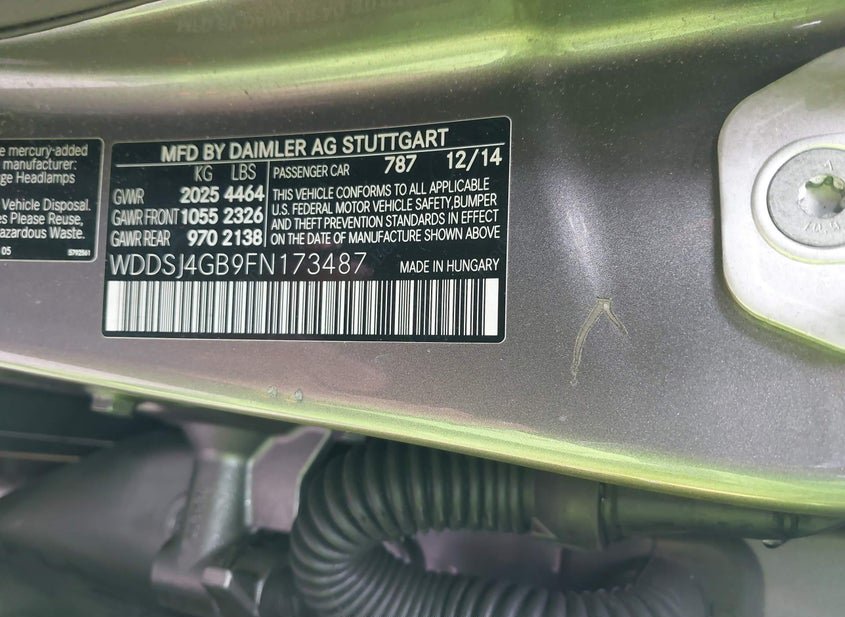 e mercury-added
manufacturer:
ge Headlamps
Vehicle Disposal.
es Please Reuse,
azardous Waste.
05
5792561
MFD BY DAIMLER AG STUTTGART
KG LBS PASSENGER CAR 787 12/14
GVWR 2025 4464
GAWR FRONT 1055 2326
GAWR REAR 970 2138
THIS VEHICLE CONFORMS TO ALL APPLICABLE
U.S. FEDERAL MOTOR VEHICLE SAFETY,BUMPER
AND THEFT PREVENTION STANDARDS IN EFFECT
ON THE DATE OF MANUFACTURE SHOWN ABOVE
WDDSJ4GB9FN173487 MADE IN HUNGARY